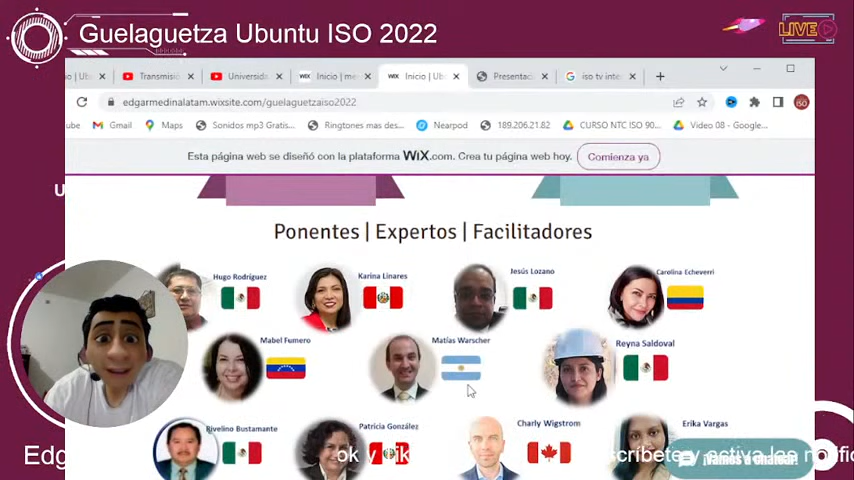 Guelaguetza Ubuntu ISO 2022
LIVE
Transmisió
Universida
Inicio | me
WIX Inicio | Ub
Presentac
iso tv inte
edgarmedinalatam.wixsite.com/guelaguetzaiso2022
ube
Gmail
Maps
Sonidos mp3 Gratis...
Ringtones mas des...
Nearpod
189.206.21.82
CURSO NTC ISO 90...
Video 08 - Google...
Esta página web se diseñó con la plataforma WiX.com. Crea tu página web hoy.
Comienza ya
Ponentes | Expertos | Facilitadores
Hugo Rodríguez
Karina Linares
Jesús Lozano
Carolina Echeverri
Mabel Fumero
Matías Warscher
Reyna Saldoval
Rivelino Bustamante
Patricia González
Charly Wigstrom
Erika Vargas
¡Vamos a chatear!